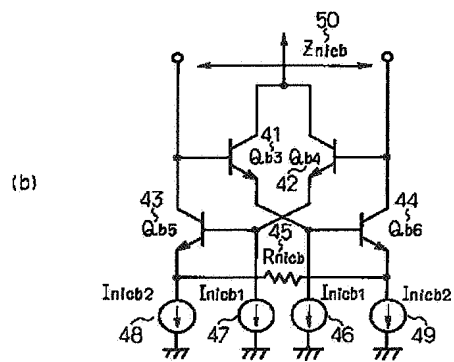 50
Znicb
41
Qb3 Qb4
42
(b)
43
Qb5
44
Qb6
45
Rnicb
Inicb2 Inicb1 Inicb1 Inicb2
48 47 46 49